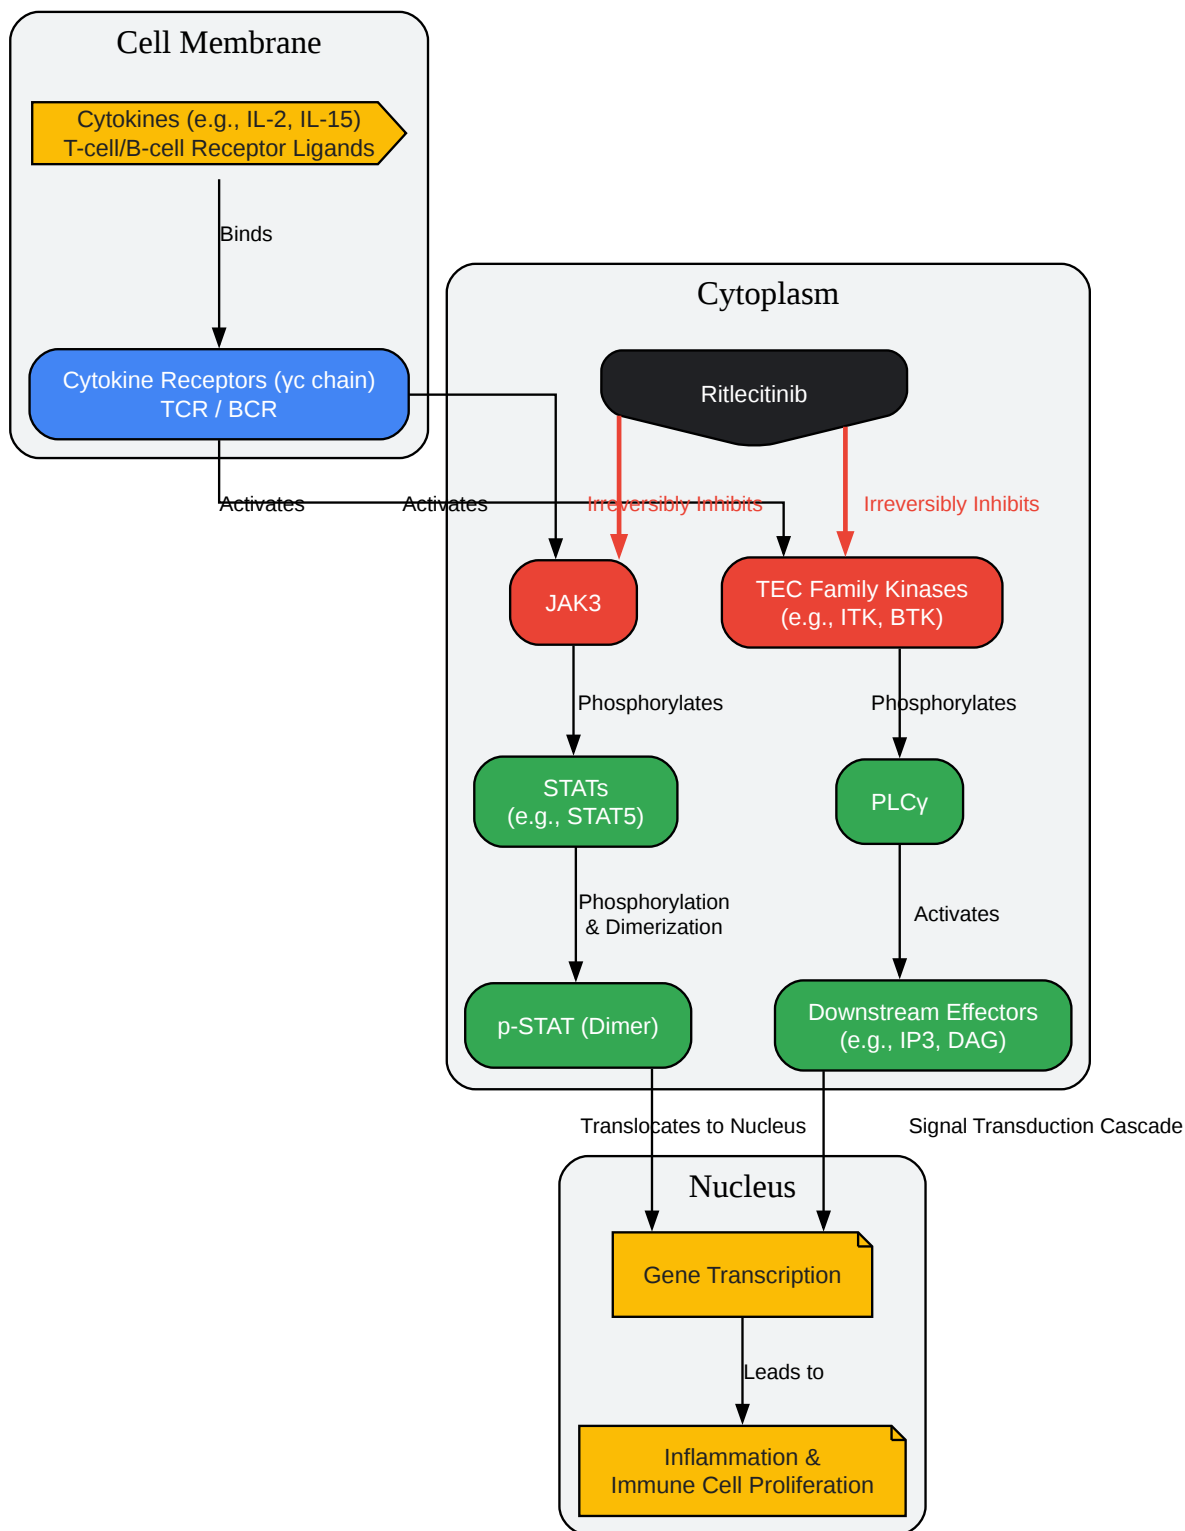 Cell Membrane
Cytokines (e.g., IL-2, IL-15)
T-cell/B-cell Receptor Ligands
Binds
Cytoplasm
Cytokine Receptors (γc chain)
TCR / BCR
Ritlecitinib
Activates
Activates
Irreversibly Inhibits
Irreversibly Inhibits
JAK3
TEC Family Kinases
(e.g., ITK, BTK)
Phosphorylates
Phosphorylates
STATs
(e.g., STAT5)
PLCγ
Phosphorylation
& Dimerization
Activates
p-STAT (Dimer)
Downstream Effectors
(e.g., IP3, DAG)
Translocates to Nucleus
Signal Transduction Cascade
Nucleus
Gene Transcription
Leads to
Inflammation &
Immune Cell Proliferation